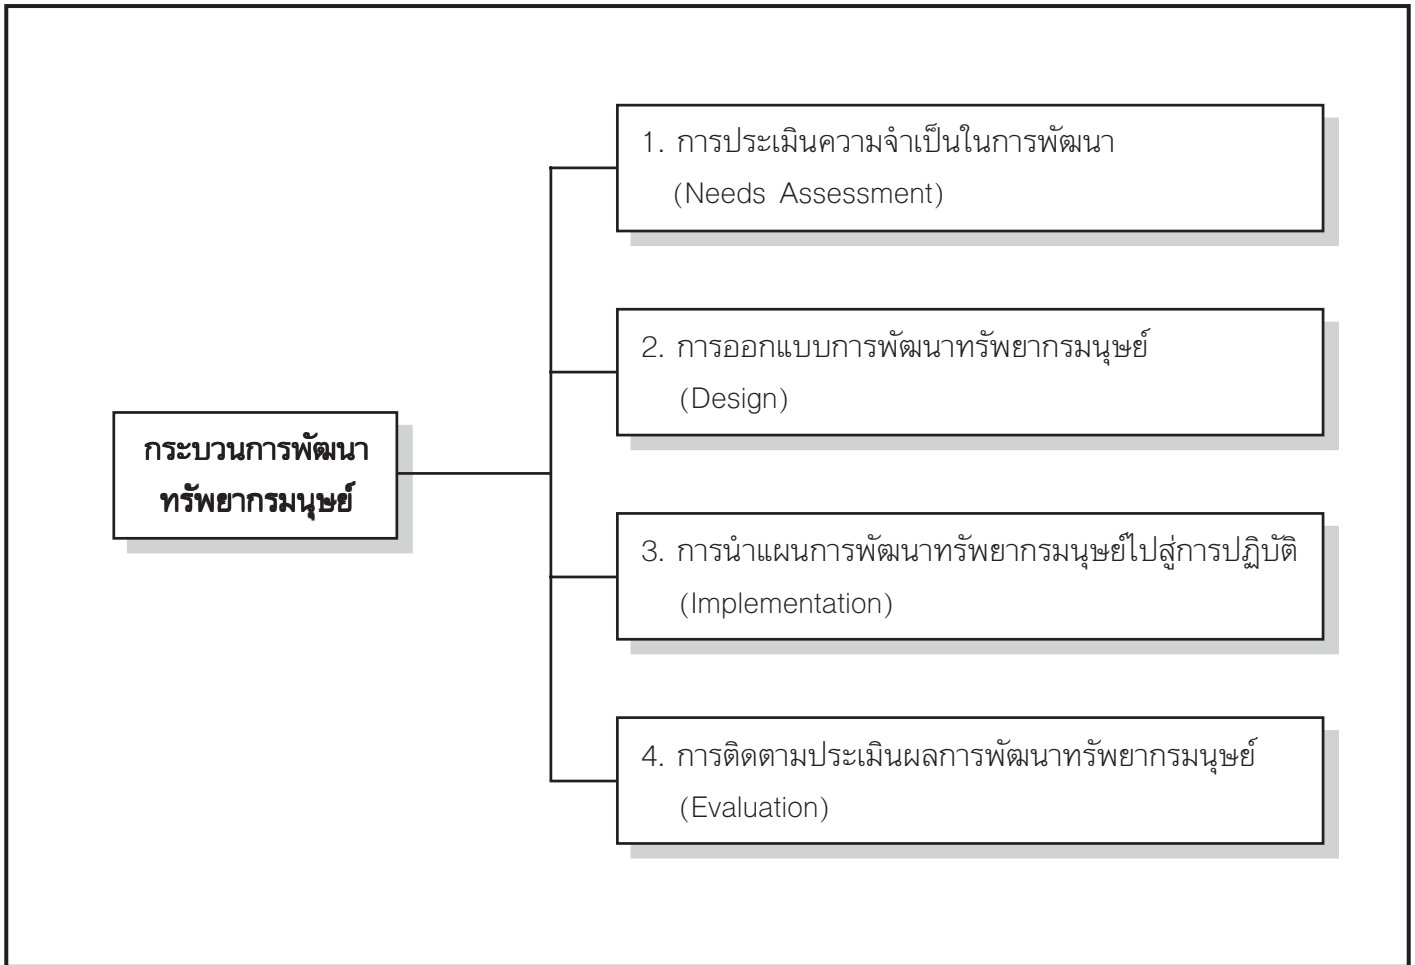 กระบวนการพัฒนา
ทรัพยากรมนุษย์
1. การประเมินความจำเป็นในการพัฒนา
(Needs Assessment)
2. การออกแบบการพัฒนาทรัพยากรมนุษย์
(Design)
3. การนำแผนการพัฒนาทรัพยากรมนุษย์ไปสู่การปฏิบัติ
(Implementation)
4. การติดตามประเมินผลการพัฒนาทรัพยากรมนุษย์
(Evaluation)